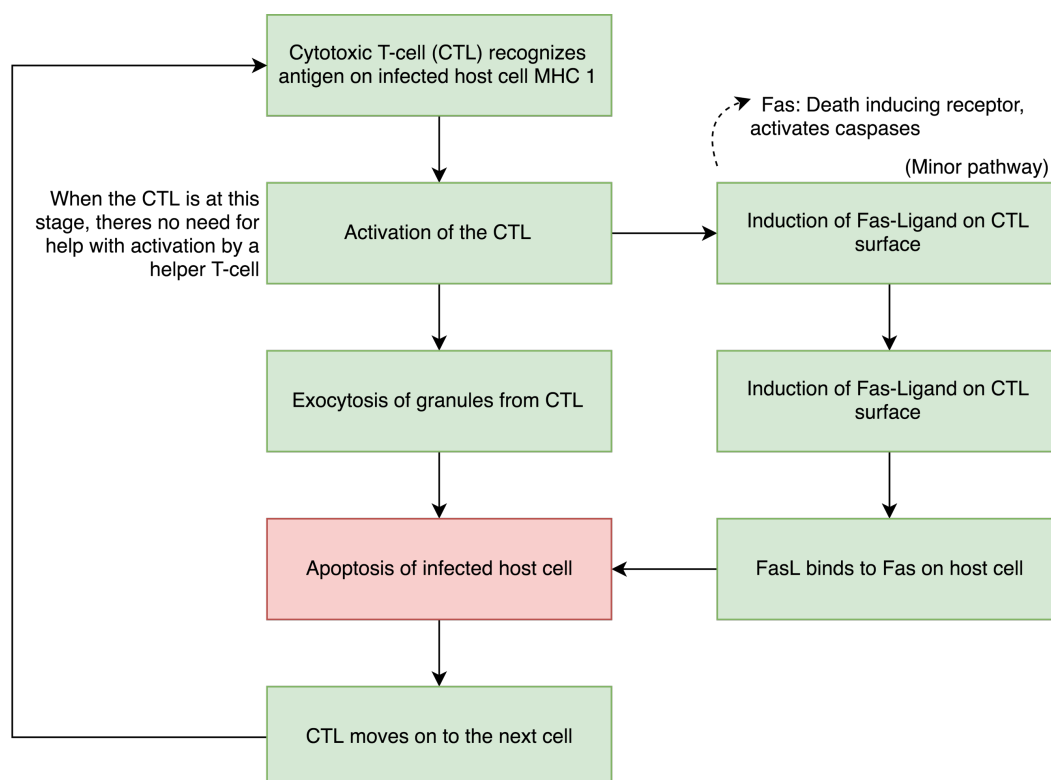 Cytotoxic T-cell (CTL) recognizes
antigen on infected host cell MHC 1
Fas: Death inducing receptor,
activates caspases
(Minor pathway)
When the CTL is at this
stage, theres no need for
help with activation by a
helper T-cell
Activation of the CTL
Induction of Fas-Ligand on CTL
surface
Exocytosis of granules from CTL
Induction of Fas-Ligand on CTL
surface
Apoptosis of infected host cell
FasL binds to Fas on host cell
CTL moves on to the next cell